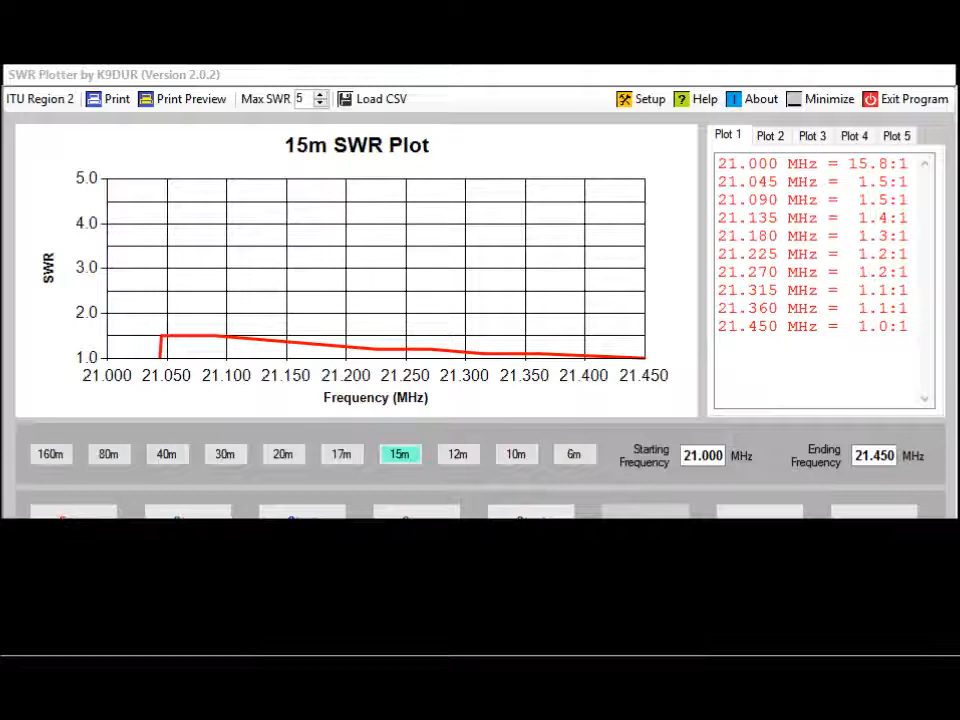 SWR Plotter by K9DUR (Version 2.0.2)
ITU Region 2 Print Print Preview Max SWR 5 Load CSV Setup ? Help i About Minimize Exit Program
15m SWR Plot
5.0
4.0
3.0
2.0
1.0
SWR
21.000 21.050 21.100 21.150 21.200 21.250 21.300 21.350 21.400 21.450
Frequency (MHz)
Plot 1 Plot 2 Plot 3 Plot 4 Plot 5
21.000 MHz = 15.8:1
21.045 MHz = 1.5:1
21.090 MHz = 1.5:1
21.135 MHz = 1.4:1
21.180 MHz = 1.3:1
21.225 MHz = 1.2:1
21.270 MHz = 1.2:1
21.315 MHz = 1.1:1
21.360 MHz = 1.1:1
21.450 MHz = 1.0:1
160m 80m 40m 30m 20m 17m 15m 12m 10m 6m
Starting Frequency 21.000 MHz
Ending Frequency 21.450 MHz